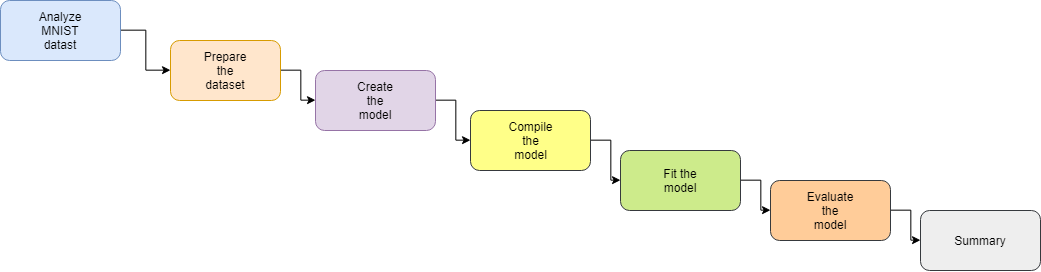 Analyze
MNIST
datast
Prepare
the
dataset
Create
the
model
Compile
the
model
Fit the
model
Evaluate
the
model
Summary